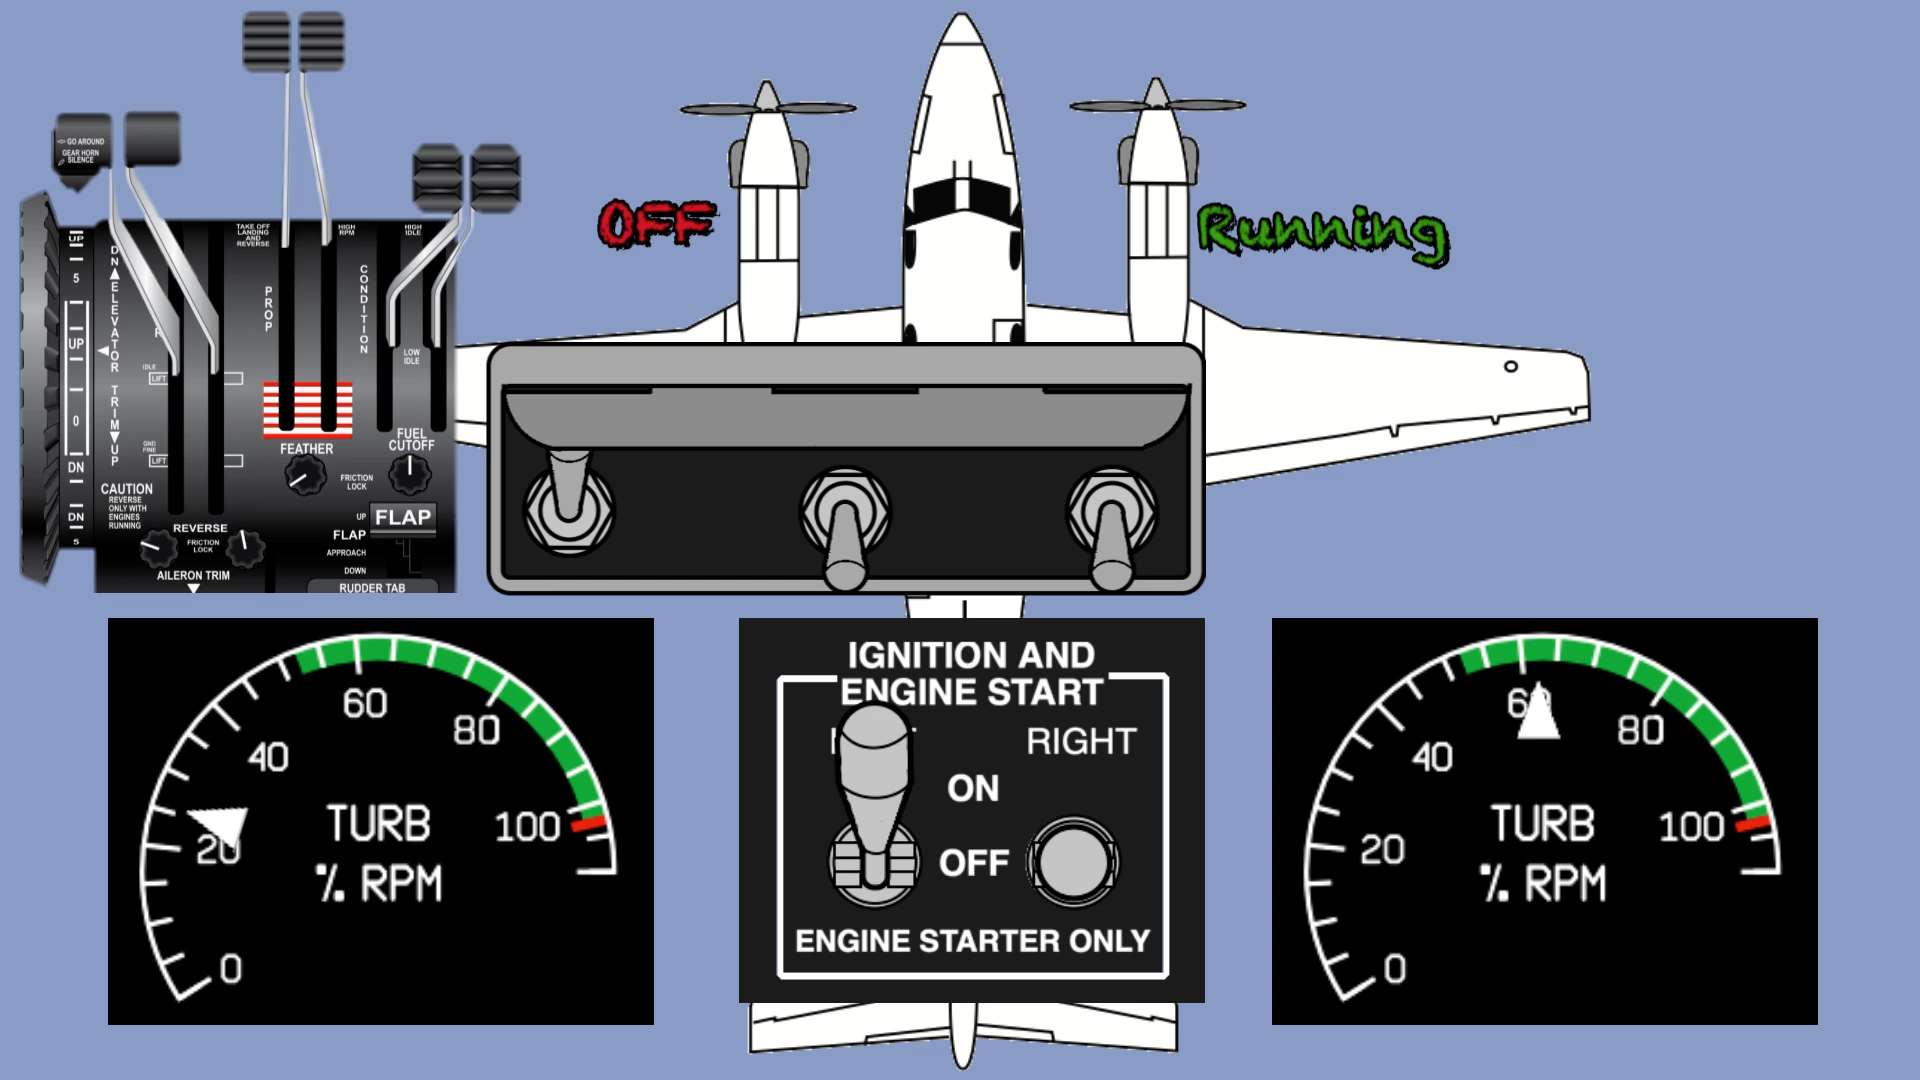 GO AROUND
GEAR HORN
SILENCE
UP
5
UP
0
DN
DN
5
DN ELEVATOR TRIM UP
TAKE OFF
LANDING
AND
REVERSE
HIGH
RPM
HIGH
IDLE
PROP
CONDITION
IDLE
LIFT
LOW
IDLE
GND
FINE
LIFT
FEATHER
FUEL
CUTOFF
CAUTION
REVERSE
ONLY WITH
ENGINES
RUNNING
FRICTION
LOCK
REVERSE
FRICTION
LOCK
UP
FLAP
FLAP
APPROACH
DOWN
AILERON TRIM
RUDDER TAB
OFF
Running
0
20
40
60
80
100
TURB
% RPM
IGNITION AND
ENGINE START
RIGHT
ON
OFF
ENGINE STARTER ONLY
0
20
40
60
80
100
TURB
% RPM